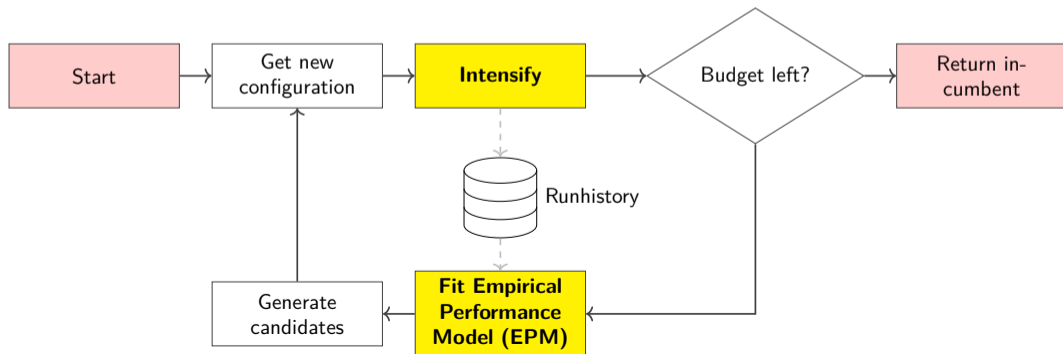 Start
Get new
configuration
Intensify
Budget left?
Return in-
cumbent
Runhistory
Generate
candidates
Fit Empirical
Performance
Model (EPM)